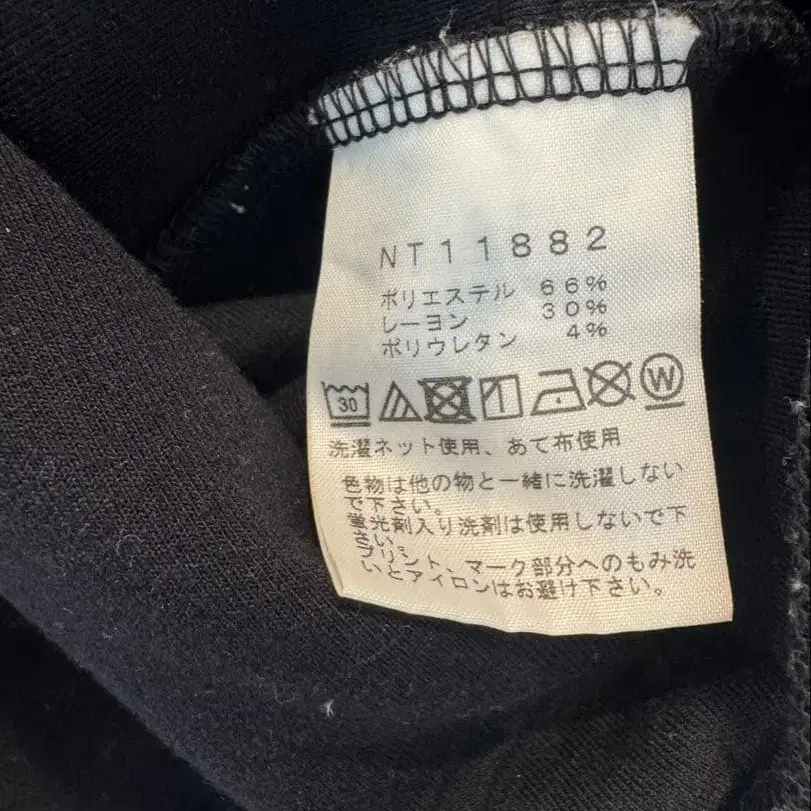 NT11882
ポリエステル 66%
レーヨン 30%
ポリウレタン 4%
30 W
洗濯ネット使用、あて布使用
色物は他の物と一緒に洗濯しない
で下さい。
蛍光剤入り洗剤は使用しないで下
さい。
プリント、マーク部分へのもみ洗
いとアイロンはお避け下さい。